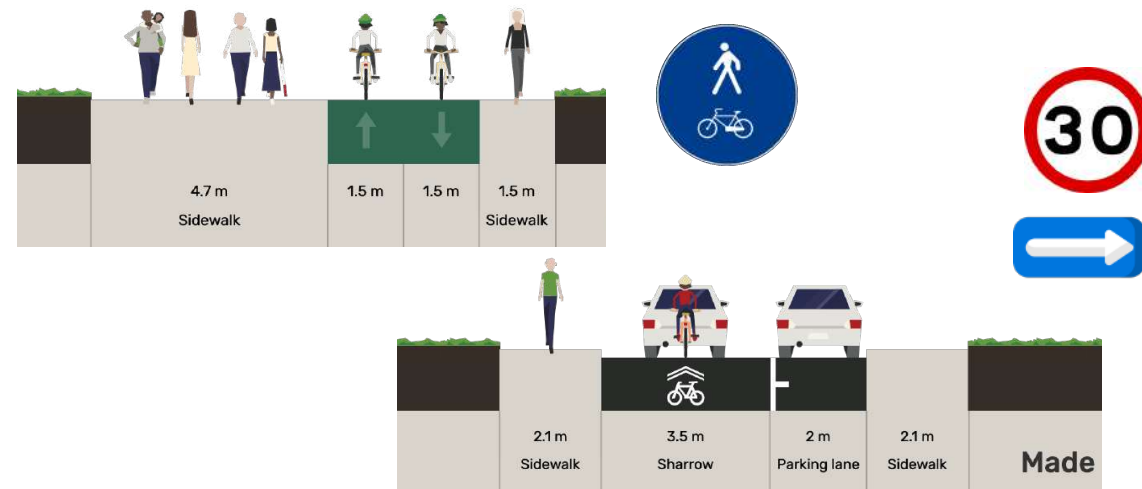 4.7 m
Sidewalk
1.5 m
1.5 m
1.5 m
Sidewalk
30
2.1 m
Sidewalk
3.5 m
Sharrow
2 m
Parking lane
2.1 m
Sidewalk
Made